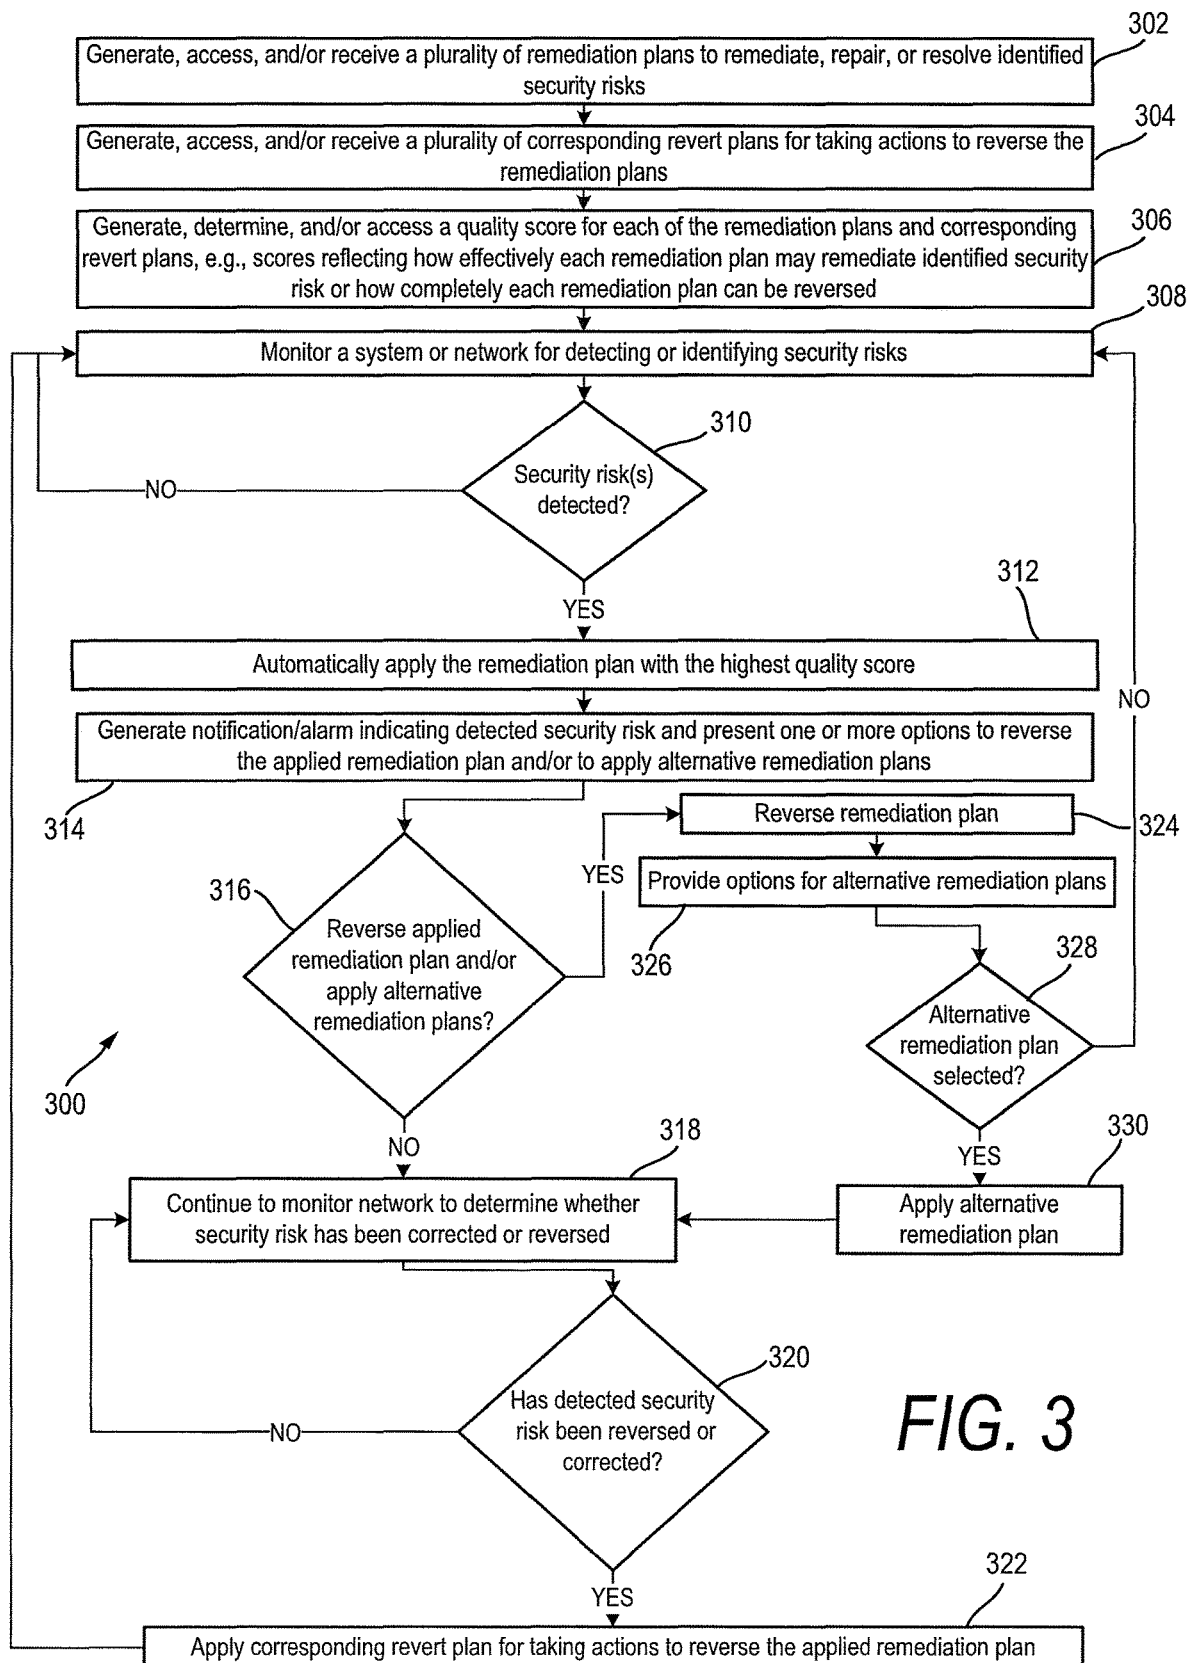 302
Generate, access, and/or receive a plurality of remediation plans to remediate, repair, or resolve identified
security risks
304
Generate, access, and/or receive a plurality of corresponding revert plans for taking actions to reverse the
remediation plans
306
Generate, determine, and/or access a quality score for each of the remediation plans and corresponding
revert plans, e.g., scores reflecting how effectively each remediation plan may remediate identified security
risk or how completely each remediation plan can be reversed
308
Monitor a system or network for detecting or identifying security risks
310
Security risk(s)
detected?
NO
YES
312
Automatically apply the remediation plan with the highest quality score
NO
Generate notification/alarm indicating detected security risk and present one or more options to reverse
the applied remediation plan and/or to apply alternative remediation plans
314
Reverse remediation plan
324
YES
Provide options for alternative remediation plans
326
316
Reverse applied
remediation plan and/or
apply alternative
remediation plans?
328
Alternative
remediation plan
selected?
300
NO
YES
318
Continue to monitor network to determine whether
security risk has been corrected or reversed
330
Apply alternative
remediation plan
320
Has detected security
risk been reversed or
corrected?
NO
FIG. 3
YES
322
Apply corresponding revert plan for taking actions to reverse the applied remediation plan